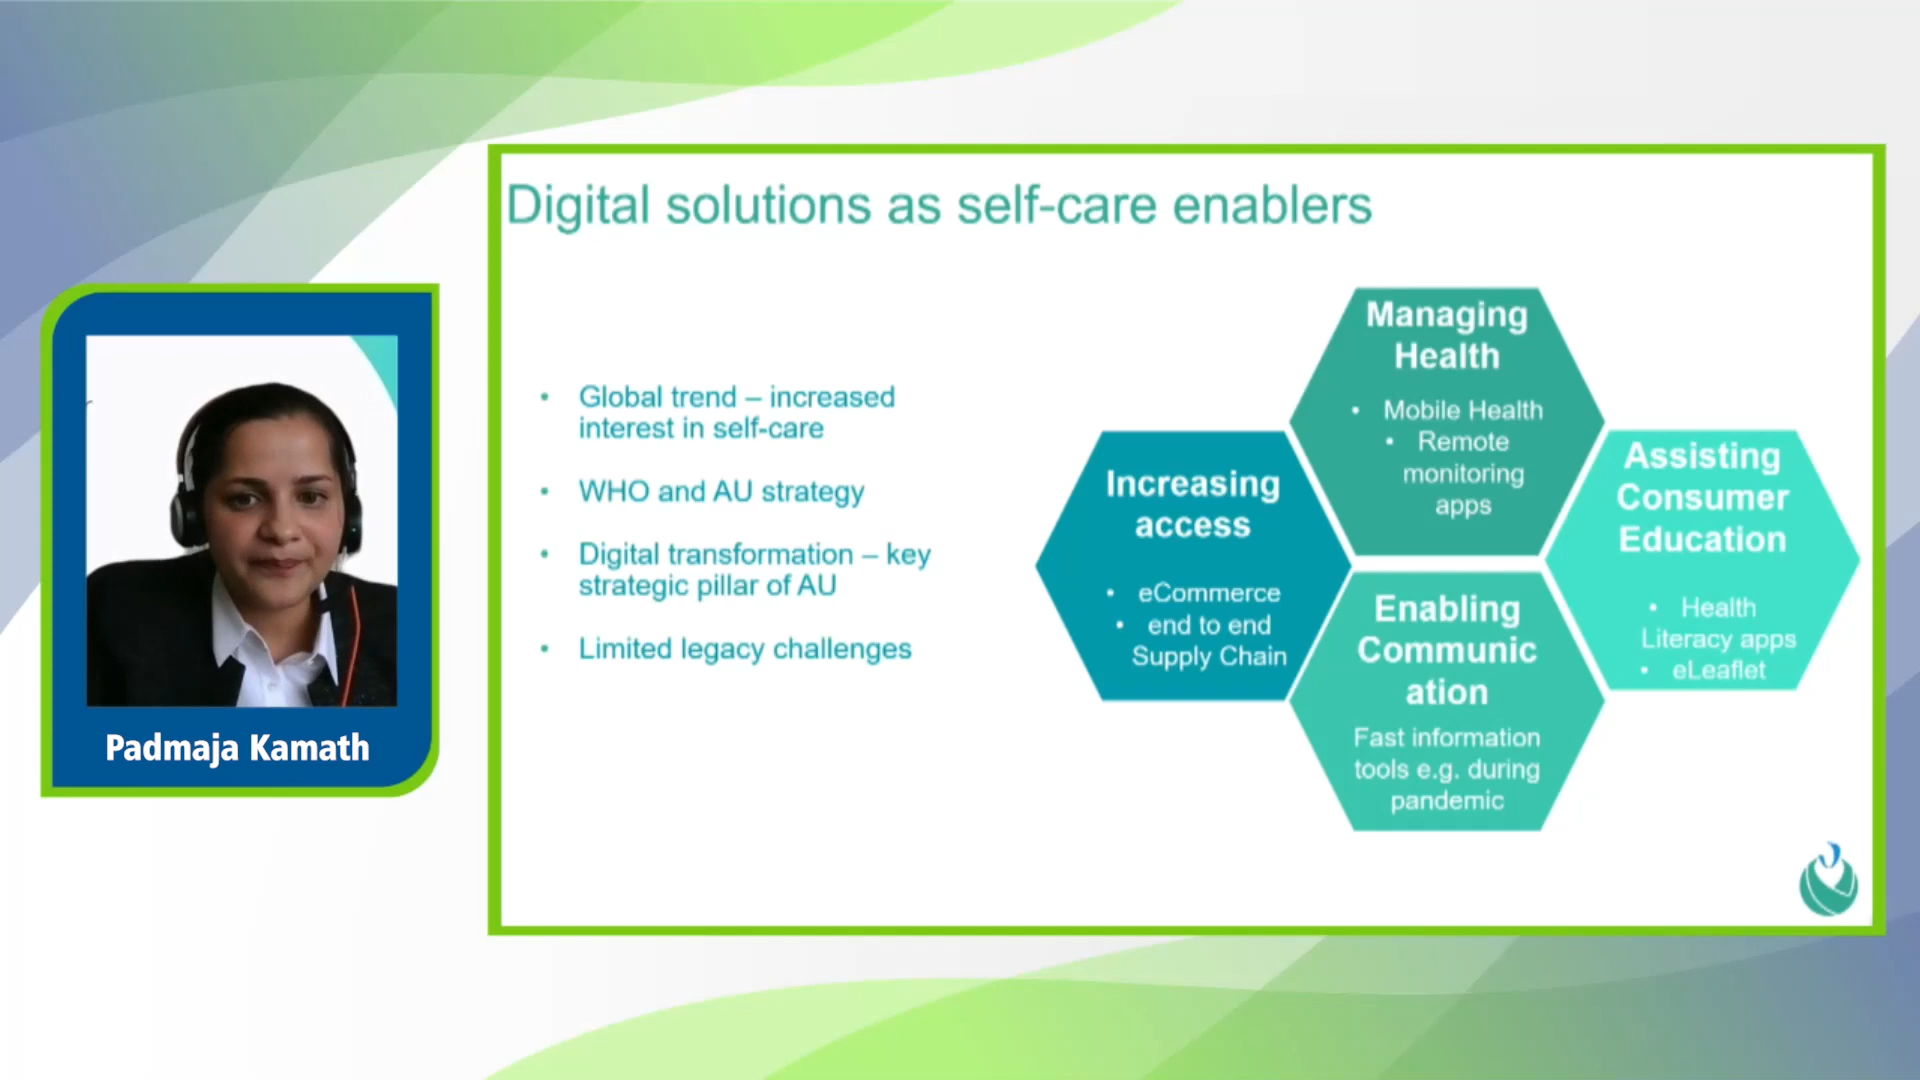 Digital solutions as self-care enablers
• Global trend – increased
interest in self-care
• WHO and AU strategy
• Digital transformation – key
strategic pillar of AU
• Limited legacy challenges
Increasing
access
• eCommerce
• end to end
Supply Chain
Managing
Health
• Mobile Health
• Remote
monitoring
apps
Enabling
Communic
ation
Fast information
tools e.g. during
pandemic
Assisting
Consumer
Education
• Health
Literacy apps
• eLeaflet
Padmaja Kamath